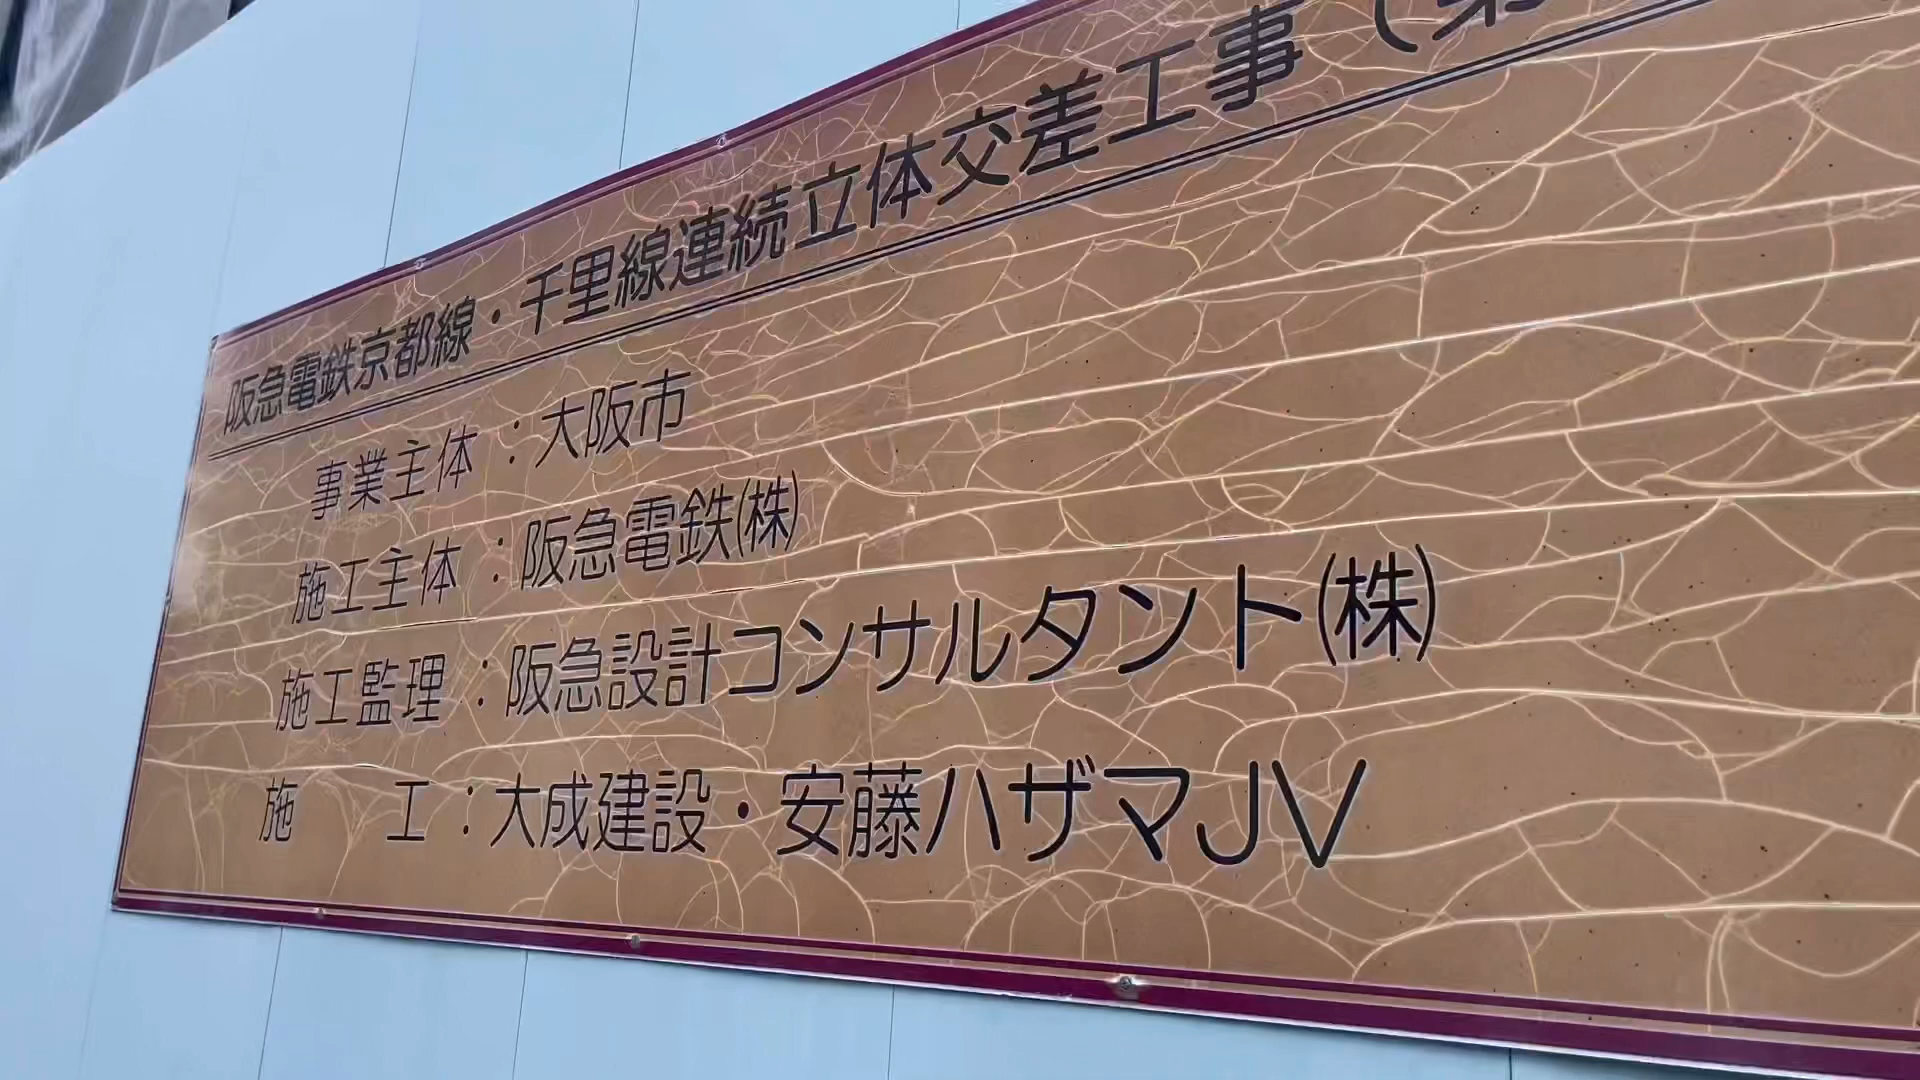 阪急電鉄京都線・千里線連続立体交差工事（第
事業主体：大阪市
施工主体：阪急電鉄㈱
施工監理：阪急設計コンサルタント㈱
施　工：大成建設・安藤ハザマJV